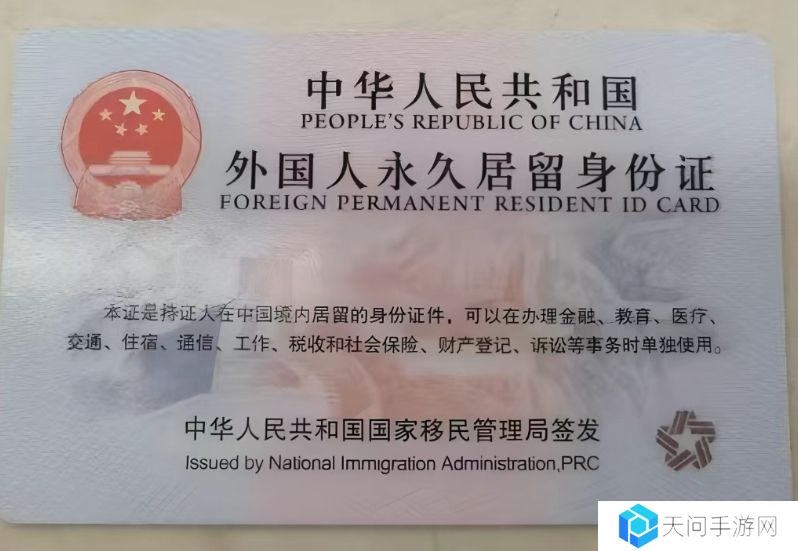 中华人民共和国
PEOPLE'S REPUBLIC OF CHINA
外国人永久居留身份证
FOREIGN PERMANENT RESIDENT ID CARD
本证是持证人在中国境内居留的身份证件，可以在办理金融、教育、医疗、
交通、住宿、通信、工作、税收和社会保险、财产登记、诉讼等事务时单独使用。
中华人民共和国国家移民管理局签发
Issued by National Immigration Administration,PRC
天问手游网